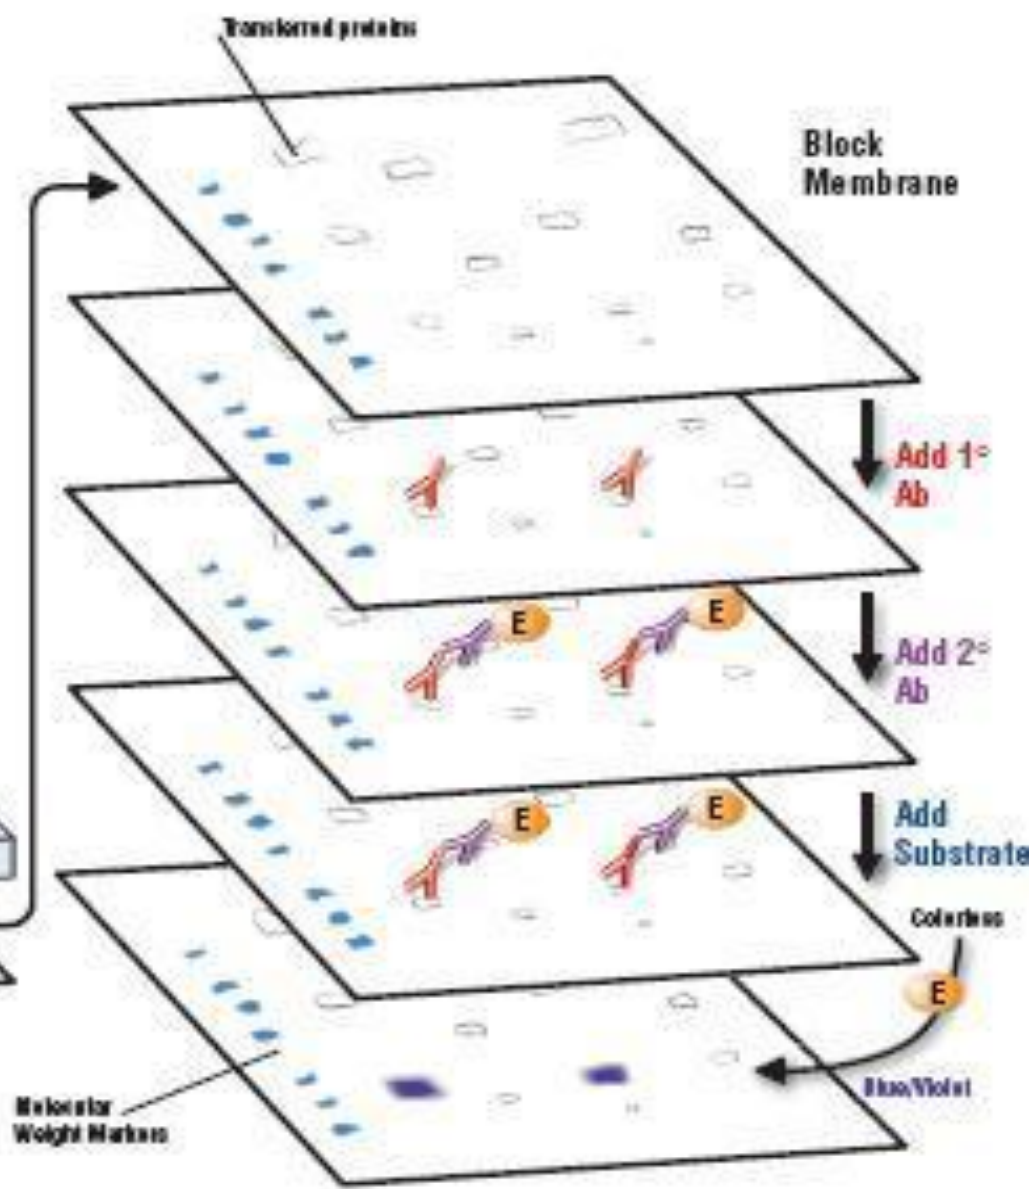 Transferred proteins
Block
Membrane
Add 1°
Ab
E
E
Add 2°
Ab
E
E
Add
Substrate
Colorless
E
Blue/Violet
Molecular
Weight Markers